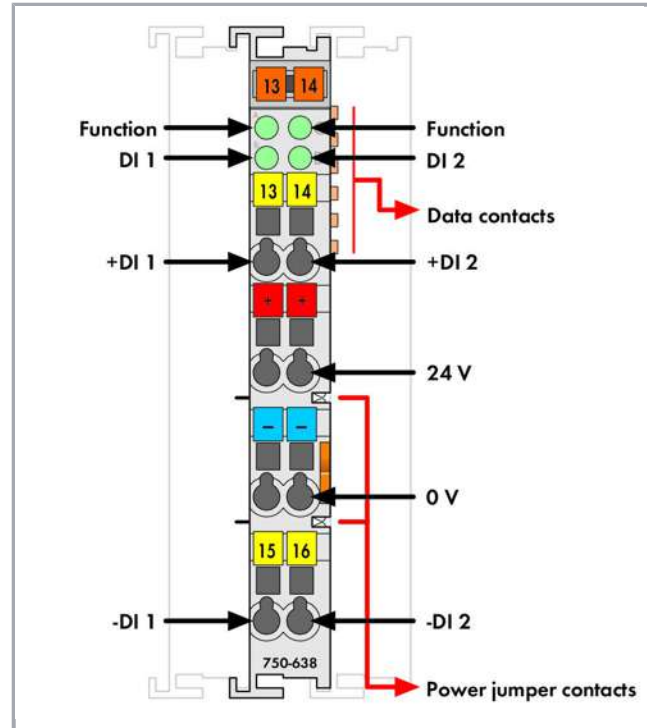 13 14
Function Function
DI 1 DI 2
13 14
Data contacts
+DI 1 +DI 2
+ +
24 V
− −
0 V
15 16
-DI 1 -DI 2
750-638
Power jumper contacts